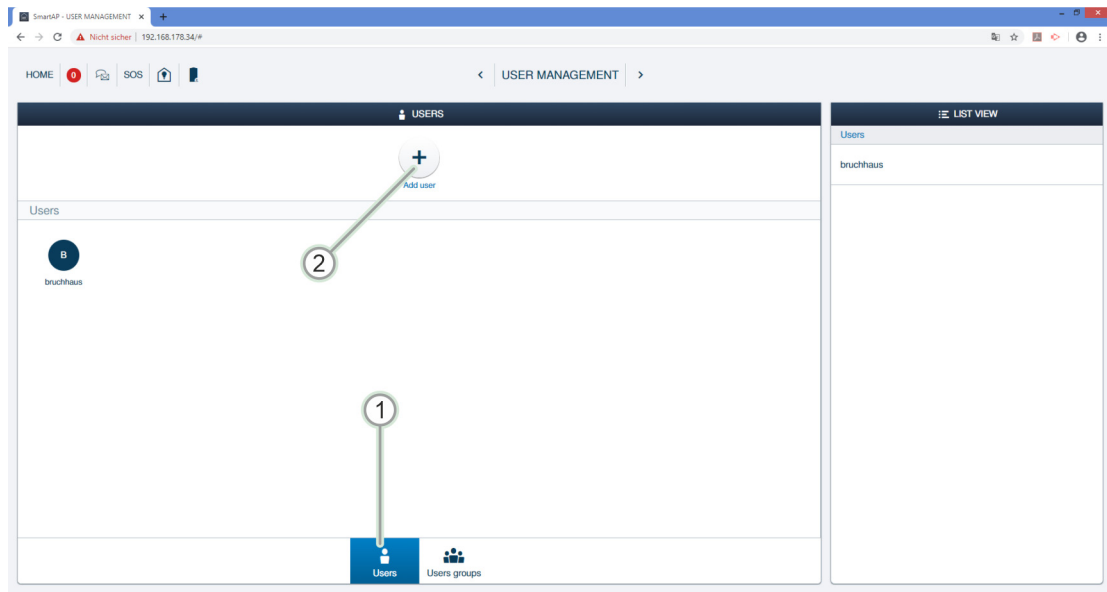 SmartAP - USER MANAGEMENT
Nicht sicher | 192.168.178.34/#
HOME 0 SOS USER MANAGEMENT
USERS
LIST VIEW
Users
bruchhaus
Add user
Users
2
B
bruchhaus
1
Users
Users groups